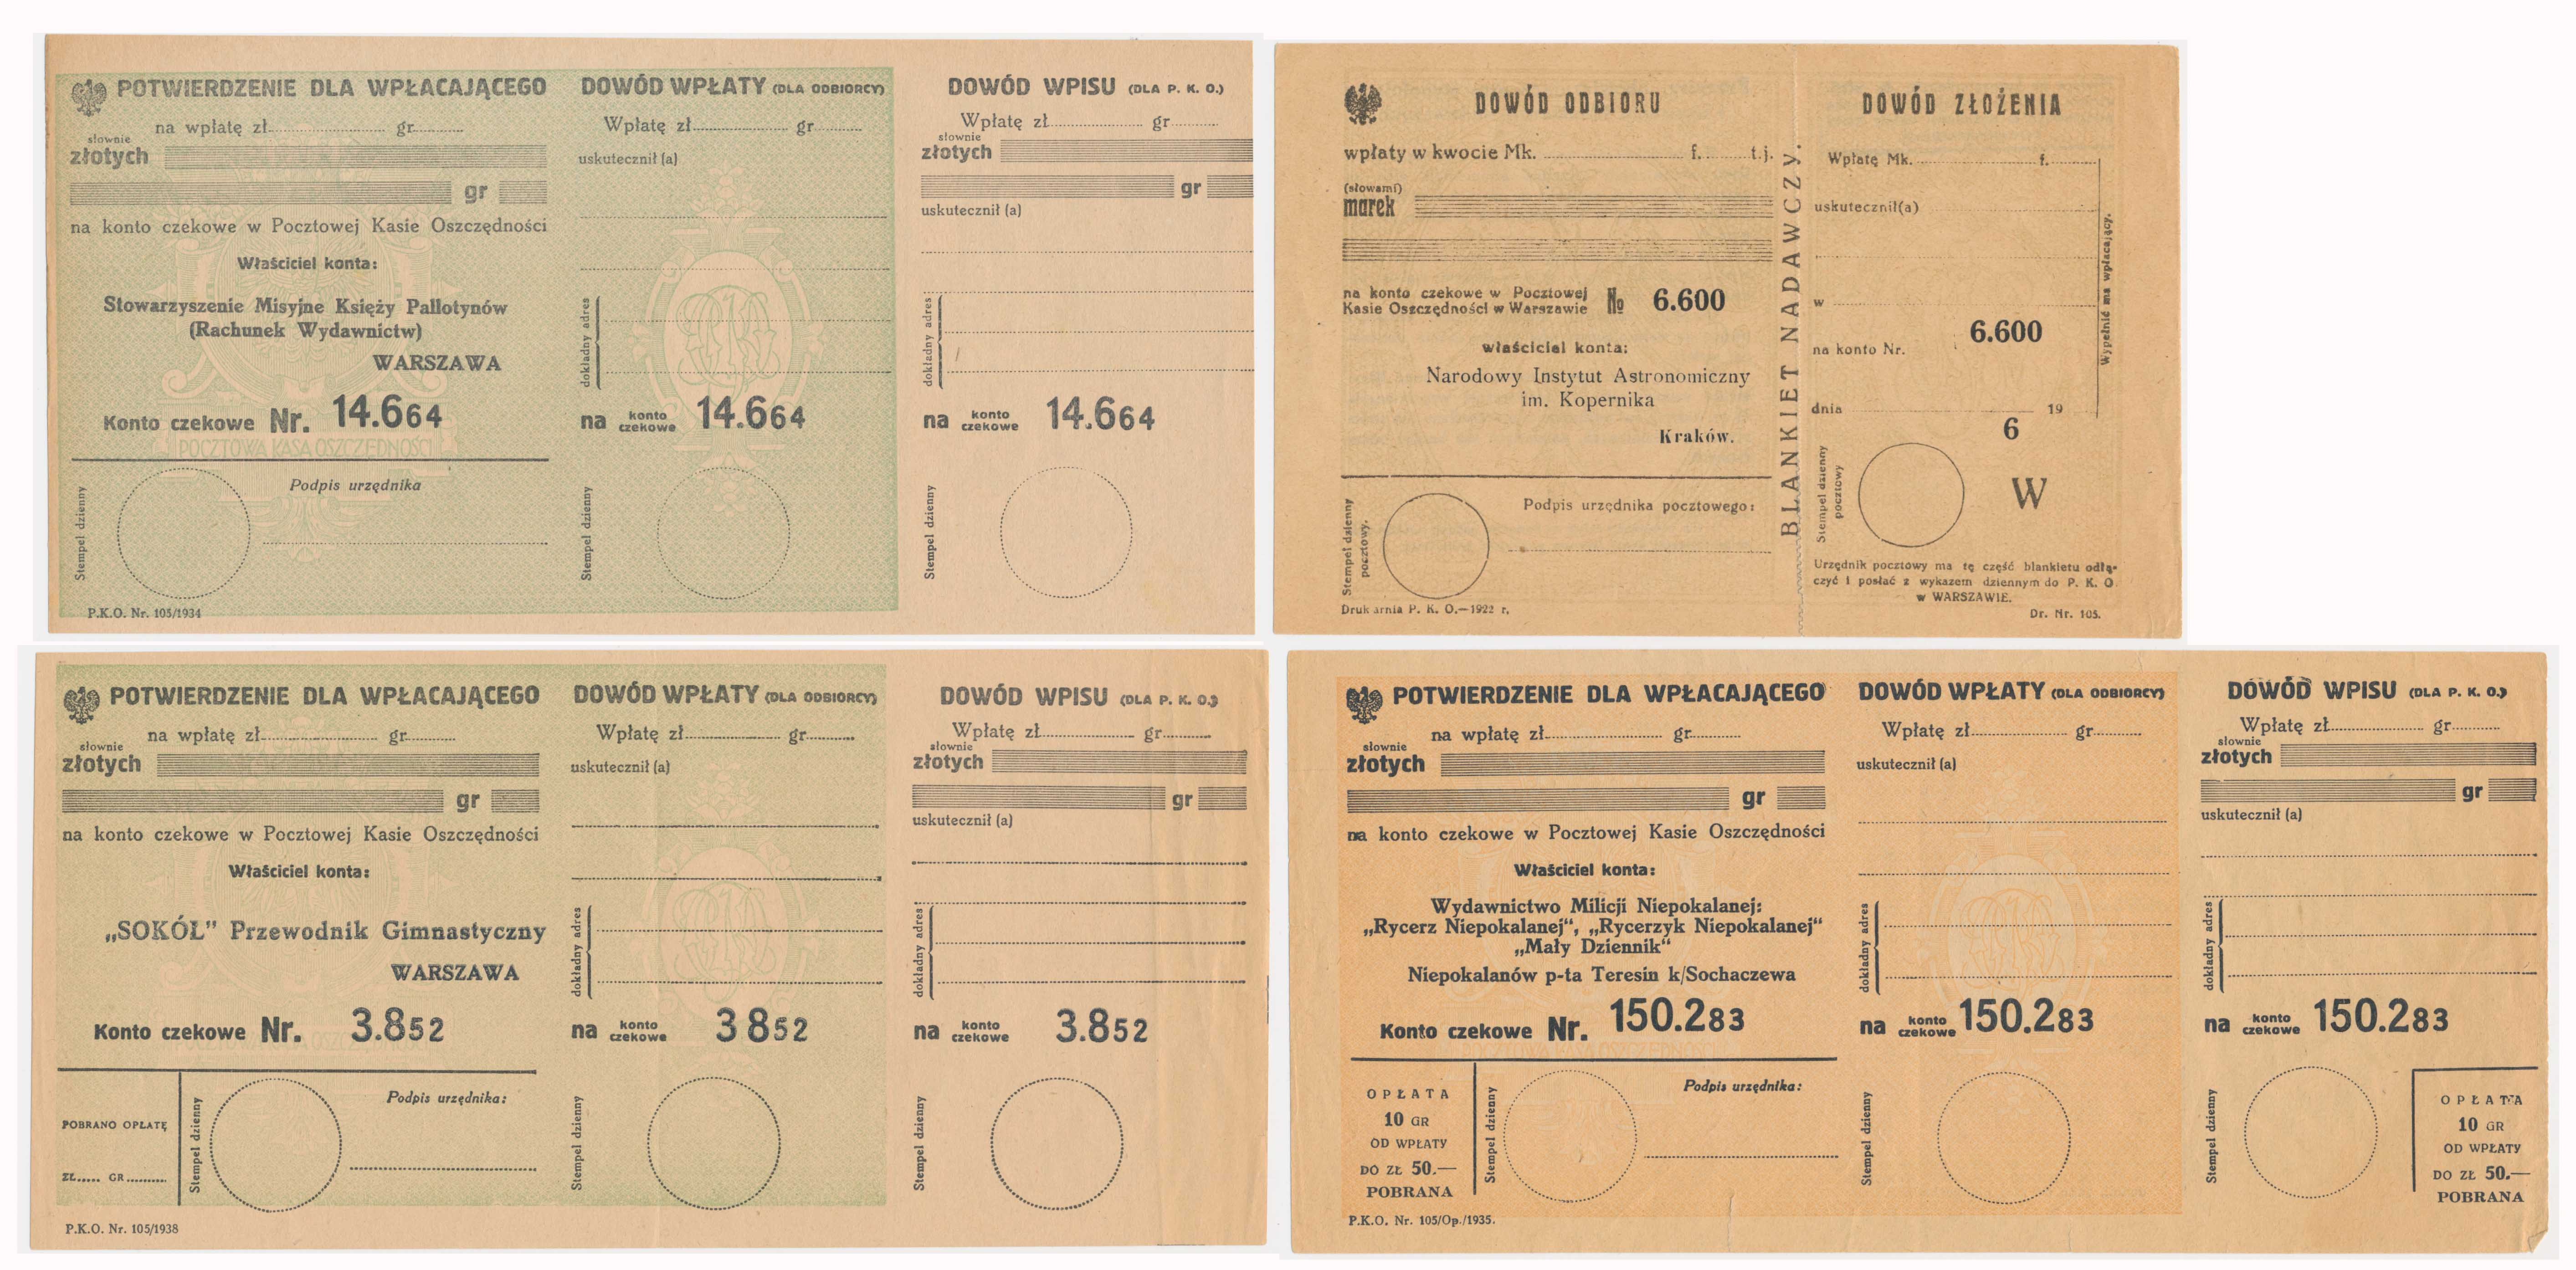 POTWIERDZENIE DLA WPŁACAJĄCEGO
na wpłatę zł gr
słownie
złotych
gr
na konto czekowe w Pocztowej Kasie Oszczędności
Właściciel konta:
Stowarzyszenie Misyjne Księży Pallotynów
(Rachunek Wydawnictw)
WARSZAWA
Konto czekowe Nr. 14.664
POCZTOWA KASA OSZCZĘDNOŚCI
Stempel dzienny
Podpis urzędnika
P.K.O. Nr. 105/1934
DOWÓD WPŁATY (DLA ODBIORCY)
Wpłatę zł gr
uskutecznił (a)
dokładny adres
na konto czekowe 14.664
Stempel dzienny
DOWÓD WPISU (DLA P. K. O.)
Wpłatę zł gr
słownie
złotych
gr
uskutecznił (a)
dokładny adres
na konto czekowe 14.664
Stempel dzienny
DOWÓD ODBIORU
wpłaty w kwocie Mk. f. t.j.
(słowami)
marek
na konto czekowe w Pocztowej
Kasie Oszczędności w Warszawie № 6.600
właściciel konta:
Narodowy Instytut Astronomiczny
im. Kopernika
Kraków.
Stempel dzienny
pocztowy.
Podpis urzędnika pocztowego:
Drukarnia P. K. O.—1922 r.
BLANKIET NADAWCZY.
DOWÓD ZŁOŻENIA
Wpłatę Mk. f.
uskutecznił(a)
w
6.600
na konto Nr.
dnia 19
6
W
Stempel dzienny
pocztowy
Wypełnić ma wpłacający.
Urzędnik pocztowy ma tę część blankietu odłą-
czyć i posłać z wykazem dziennym do P. K. O
w WARSZAWIE.
Dr. Nr. 105.
POTWIERDZENIE DLA WPŁACAJĄCEGO
na wpłatę zł gr
słownie
złotych
gr
na konto czekowe w Pocztowej Kasie Oszczędności
Właściciel konta:
„SOKÓL” Przewodnik Gimnastyczny
WARSZAWA
Konto czekowe Nr. 3.852
POBRANO OPŁATĘ
ZŁ GR
Stempel dzienny
Podpis urzędnika:
P.K.O. Nr. 105/1938
DOWÓD WPŁATY (DLA ODBIORCY)
Wpłatę zł gr
uskutecznił (a)
dokładny adres
na konto czekowe 3 852
Stempel dzienny
DOWÓD WPISU (DLA P. K. O.)
Wpłatę zł gr
słownie
złotych
gr
uskutecznił (a)
dokładny adres
na konto czekowe 3.852
Stempel dzienny
POTWIERDZENIE DLA WPŁACAJĄCEGO
na wpłatę zł gr
słownie
złotych
gr
na konto czekowe w Pocztowej Kasie Oszczędności
Właściciel konta:
Wydawnictwo Milicji Niepokalanej:
„Rycerz Niepokalanej“, „Rycerzyk Niepokalanej“
„Mały Dziennik“
Niepokalanów p-ta Teresin k/Sochaczewa
Konto czekowe Nr. 150.283
OPŁATA
10 GR
OD WPŁATY
DO ZŁ 50.—
POBRANA
Stempel dzienny
Podpis urzędnika:
P.K.O. Nr. 105/Op./1935.
DOWÓD WPŁATY (DLA ODBIORCY)
Wpłatę zł gr
uskutecznił (a)
dokładny adres
na konto czekowe 150.283
Stempel dzienny
DOWÓD WPISU (DLA P. K. O.)
Wpłatę zł gr
słownie
złotych
gr
uskutecznił (a)
dokładny adres
na konto czekowe 150.283
Stempel dzienny
OPŁATA
10 GR
OD WPŁATY
DO ZŁ 50.—
POBRANA